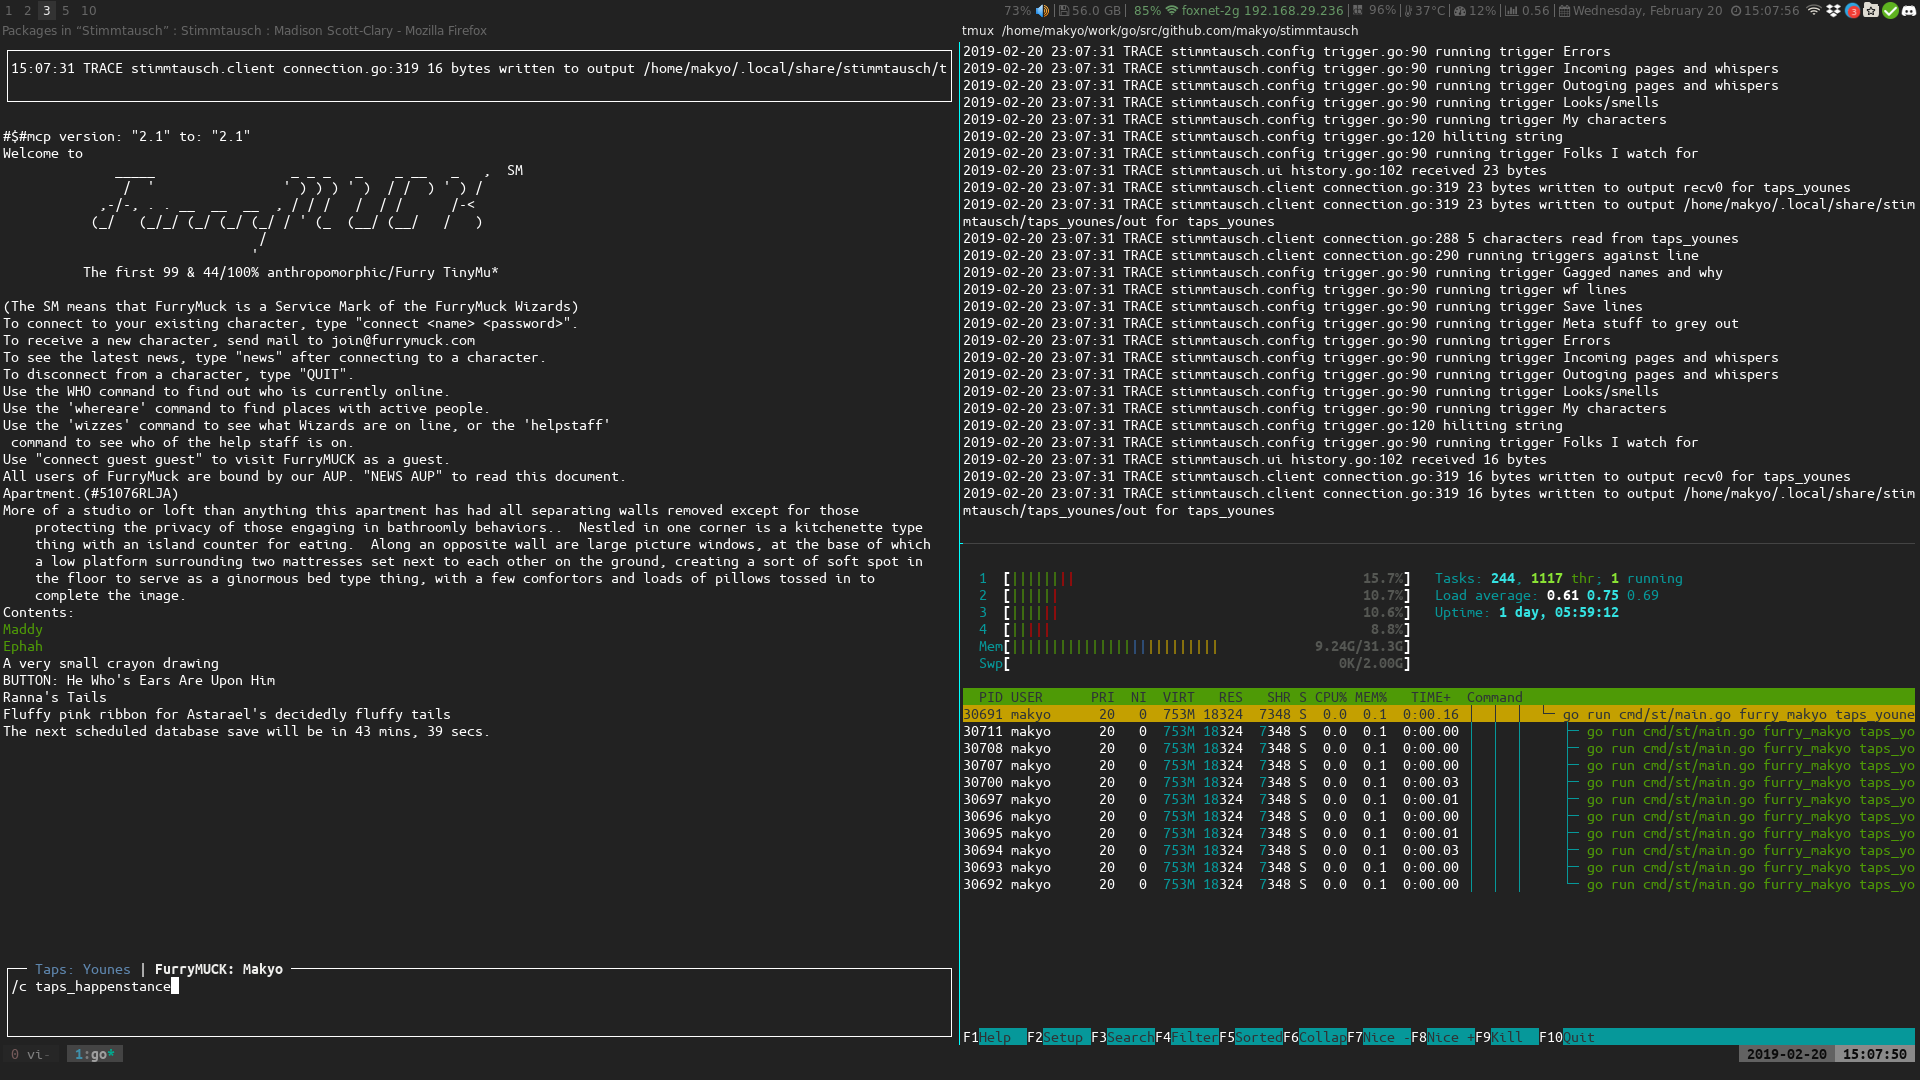 1 2 3 5 10
73% 56.0 GB 85% foxnet-2g 192.168.29.236 96% 37°C 12% 0.56 Wednesday, February 20 15:07:56
Packages in “Stimmtausch” : Stimmtausch : Madison Scott-Clary - Mozilla Firefox
15:07:31 TRACE stimmtausch.client connection.go:319 16 bytes written to output /home/makyo/.local/share/stimmtausch/t
#$#mcp version: "2.1" to: "2.1"
Welcome to
SM
The first 99 & 44/100% anthropomorphic/Furry TinyMu*
(The SM means that FurryMuck is a Service Mark of the FurryMuck Wizards)
To connect to your existing character, type "connect <name> <password>".
To receive a new character, send mail to join@furrymuck.com
To see the latest news, type "news" after connecting to a character.
To disconnect from a character, type "QUIT".
Use the WHO command to find out who is currently online.
Use the 'whereare' command to find places with active people.
Use the 'wizzes' command to see what Wizards are on line, or the 'helpstaff'
command to see who of the help staff is on.
Use "connect guest guest" to visit FurryMUCK as a guest.
All users of FurryMuck are bound by our AUP. "NEWS AUP" to read this document.
Apartment.(#51076RLJA)
More of a studio or loft than anything this apartment has had all separating walls removed except for those
protecting the privacy of those engaging in bathroomly behaviors..  Nestled in one corner is a kitchenette type
thing with an island counter for eating.  Along an opposite wall are large picture windows, at the base of which
a low platform surrounding two mattresses set next to each other on the ground, creating a sort of soft spot in
the floor to serve as a ginormous bed type thing, with a few comfortors and loads of pillows tossed in to
complete the image.
Contents:
Maddy
Ephah
A very small crayon drawing
BUTTON: He Who's Ears Are Upon Him
Ranna's Tails
Fluffy pink ribbon for Astarael's decidedly fluffy tails
The next scheduled database save will be in 43 mins, 39 secs.
Taps: Younes | FurryMUCK: Makyo
/c taps_happenstance
0 vi- 1:go*
tmux /home/makyo/work/go/src/github.com/makyo/stimmtausch
2019-02-20 23:07:31 TRACE stimmtausch.config trigger.go:90 running trigger Errors
2019-02-20 23:07:31 TRACE stimmtausch.config trigger.go:90 running trigger Incoming pages and whispers
2019-02-20 23:07:31 TRACE stimmtausch.config trigger.go:90 running trigger Outoging pages and whispers
2019-02-20 23:07:31 TRACE stimmtausch.config trigger.go:90 running trigger Looks/smells
2019-02-20 23:07:31 TRACE stimmtausch.config trigger.go:90 running trigger My characters
2019-02-20 23:07:31 TRACE stimmtausch.config trigger.go:120 hiliting string
2019-02-20 23:07:31 TRACE stimmtausch.config trigger.go:90 running trigger Folks I watch for
2019-02-20 23:07:31 TRACE stimmtausch.ui history.go:102 received 23 bytes
2019-02-20 23:07:31 TRACE stimmtausch.client connection.go:319 23 bytes written to output recv0 for taps_younes
2019-02-20 23:07:31 TRACE stimmtausch.client connection.go:319 23 bytes written to output /home/makyo/.local/share/stim
mtausch/taps_younes/out for taps_younes
2019-02-20 23:07:31 TRACE stimmtausch.client connection.go:288 5 characters read from taps_younes
2019-02-20 23:07:31 TRACE stimmtausch.client connection.go:290 running triggers against line
2019-02-20 23:07:31 TRACE stimmtausch.config trigger.go:90 running trigger Gagged names and why
2019-02-20 23:07:31 TRACE stimmtausch.config trigger.go:90 running trigger wf lines
2019-02-20 23:07:31 TRACE stimmtausch.config trigger.go:90 running trigger Save lines
2019-02-20 23:07:31 TRACE stimmtausch.config trigger.go:90 running trigger Meta stuff to grey out
2019-02-20 23:07:31 TRACE stimmtausch.config trigger.go:90 running trigger Errors
2019-02-20 23:07:31 TRACE stimmtausch.config trigger.go:90 running trigger Incoming pages and whispers
2019-02-20 23:07:31 TRACE stimmtausch.config trigger.go:90 running trigger Outoging pages and whispers
2019-02-20 23:07:31 TRACE stimmtausch.config trigger.go:90 running trigger Looks/smells
2019-02-20 23:07:31 TRACE stimmtausch.config trigger.go:90 running trigger My characters
2019-02-20 23:07:31 TRACE stimmtausch.config trigger.go:120 hiliting string
2019-02-20 23:07:31 TRACE stimmtausch.config trigger.go:90 running trigger Folks I watch for
2019-02-20 23:07:31 TRACE stimmtausch.ui history.go:102 received 16 bytes
2019-02-20 23:07:31 TRACE stimmtausch.client connection.go:319 16 bytes written to output recv0 for taps_younes
2019-02-20 23:07:31 TRACE stimmtausch.client connection.go:319 16 bytes written to output /home/makyo/.local/share/stim
mtausch/taps_younes/out for taps_younes
1 [ 15.7%] Tasks: 244, 1117 thr; 1 running
2 [ 10.7%] Load average: 0.61 0.75 0.69
3 [ 10.6%] Uptime: 1 day, 05:59:12
4 [ 8.8%]
Mem[ 9.24G/31.3G]
Swp[ 0K/2.00G]
PID USER PRI NI VIRT RES SHR S CPU% MEM% TIME+ Command
30691 makyo 20 0 753M 18324 7348 S 0.0 0.1 0:00.16 go run cmd/st/main.go furry_makyo taps_youne
30711 makyo 20 0 753M 18324 7348 S 0.0 0.1 0:00.00 go run cmd/st/main.go furry_makyo taps_yo
30708 makyo 20 0 753M 18324 7348 S 0.0 0.1 0:00.00 go run cmd/st/main.go furry_makyo taps_yo
30707 makyo 20 0 753M 18324 7348 S 0.0 0.1 0:00.00 go run cmd/st/main.go furry_makyo taps_yo
30700 makyo 20 0 753M 18324 7348 S 0.0 0.1 0:00.03 go run cmd/st/main.go furry_makyo taps_yo
30697 makyo 20 0 753M 18324 7348 S 0.0 0.1 0:00.01 go run cmd/st/main.go furry_makyo taps_yo
30696 makyo 20 0 753M 18324 7348 S 0.0 0.1 0:00.00 go run cmd/st/main.go furry_makyo taps_yo
30695 makyo 20 0 753M 18324 7348 S 0.0 0.1 0:00.01 go run cmd/st/main.go furry_makyo taps_yo
30694 makyo 20 0 753M 18324 7348 S 0.0 0.1 0:00.03 go run cmd/st/main.go furry_makyo taps_yo
30693 makyo 20 0 753M 18324 7348 S 0.0 0.1 0:00.00 go run cmd/st/main.go furry_makyo taps_yo
30692 makyo 20 0 753M 18324 7348 S 0.0 0.1 0:00.00 go run cmd/st/main.go furry_makyo taps_yo
F1Help F2Setup F3SearchF4FilterF5SortedF6CollapF7Nice -F8Nice +F9Kill F10Quit
2019-02-20 15:07:50